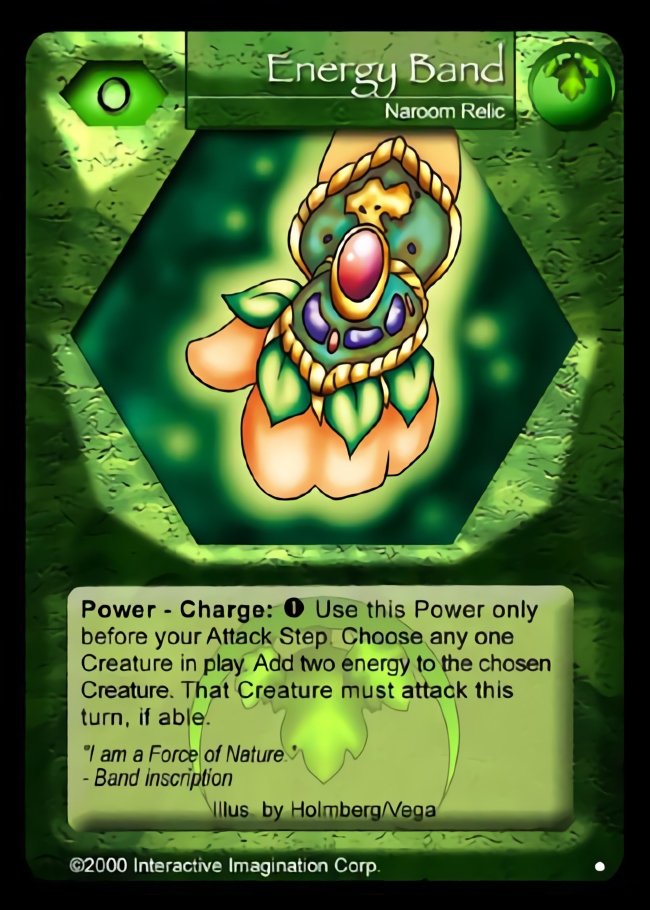 0
Energy Band
Naroom Relic
Power - Charge: 1 Use this Power only
before your Attack Step. Choose any one
Creature in play. Add two energy to the chosen
Creature. That Creature must attack this
turn, if able.
"I am a Force of Nature."
- Band inscription
Illus. by Holmberg/Vega
©2000 Interactive Imagination Corp.